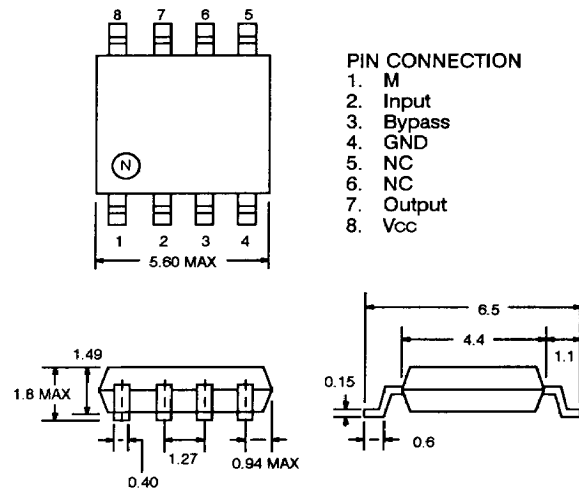 8 7 6 5
N
1 2 3 4
5.60 MAX
PIN CONNECTION
1. M
2. Input
3. Bypass
4. GND
5. NC
6. NC
7. Output
8. Vcc
1.49
1.8 MAX
0.40
1.27
0.94 MAX
6.5
4.4
1.1
0.15
0.6